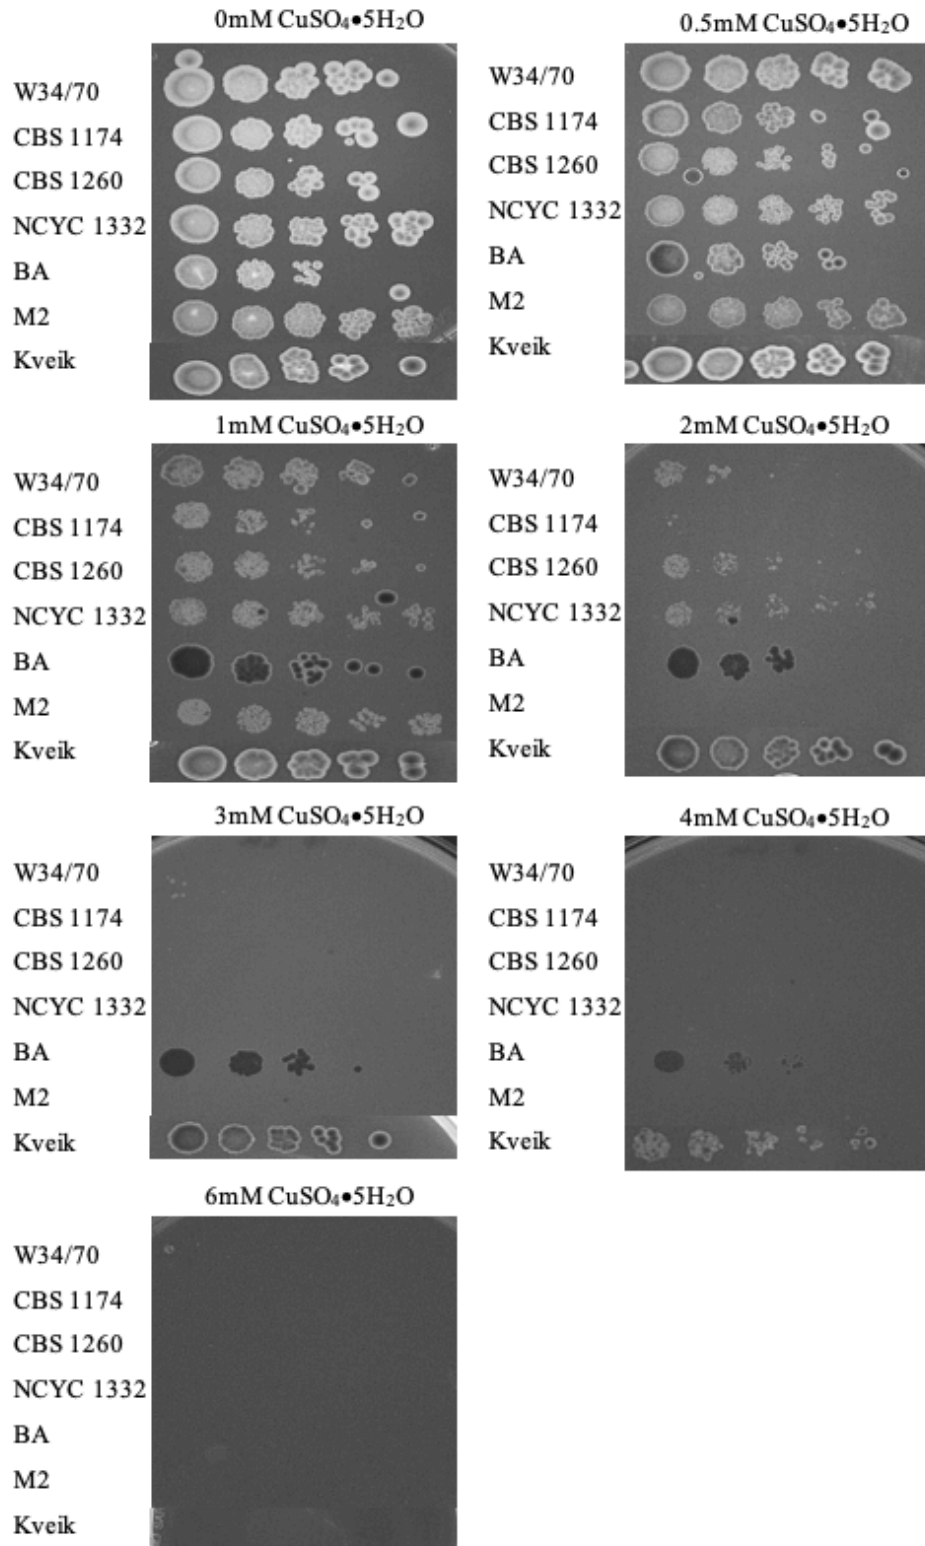 0mM CuSO₄•5H₂O
W34/70
CBS 1174
CBS 1260
NCYC 1332
BA
M2
Kveik
0.5mM CuSO₄•5H₂O
W34/70
CBS 1174
CBS 1260
NCYC 1332
BA
M2
Kveik
1mM CuSO₄•5H₂O
W34/70
CBS 1174
CBS 1260
NCYC 1332
BA
M2
Kveik
2mM CuSO₄•5H₂O
W34/70
CBS 1174
CBS 1260
NCYC 1332
BA
M2
Kveik
3mM CuSO₄•5H₂O
W34/70
CBS 1174
CBS 1260
NCYC 1332
BA
M2
Kveik
4mM CuSO₄•5H₂O
W34/70
CBS 1174
CBS 1260
NCYC 1332
BA
M2
Kveik
6mM CuSO₄•5H₂O
W34/70
CBS 1174
CBS 1260
NCYC 1332
BA
M2
Kveik